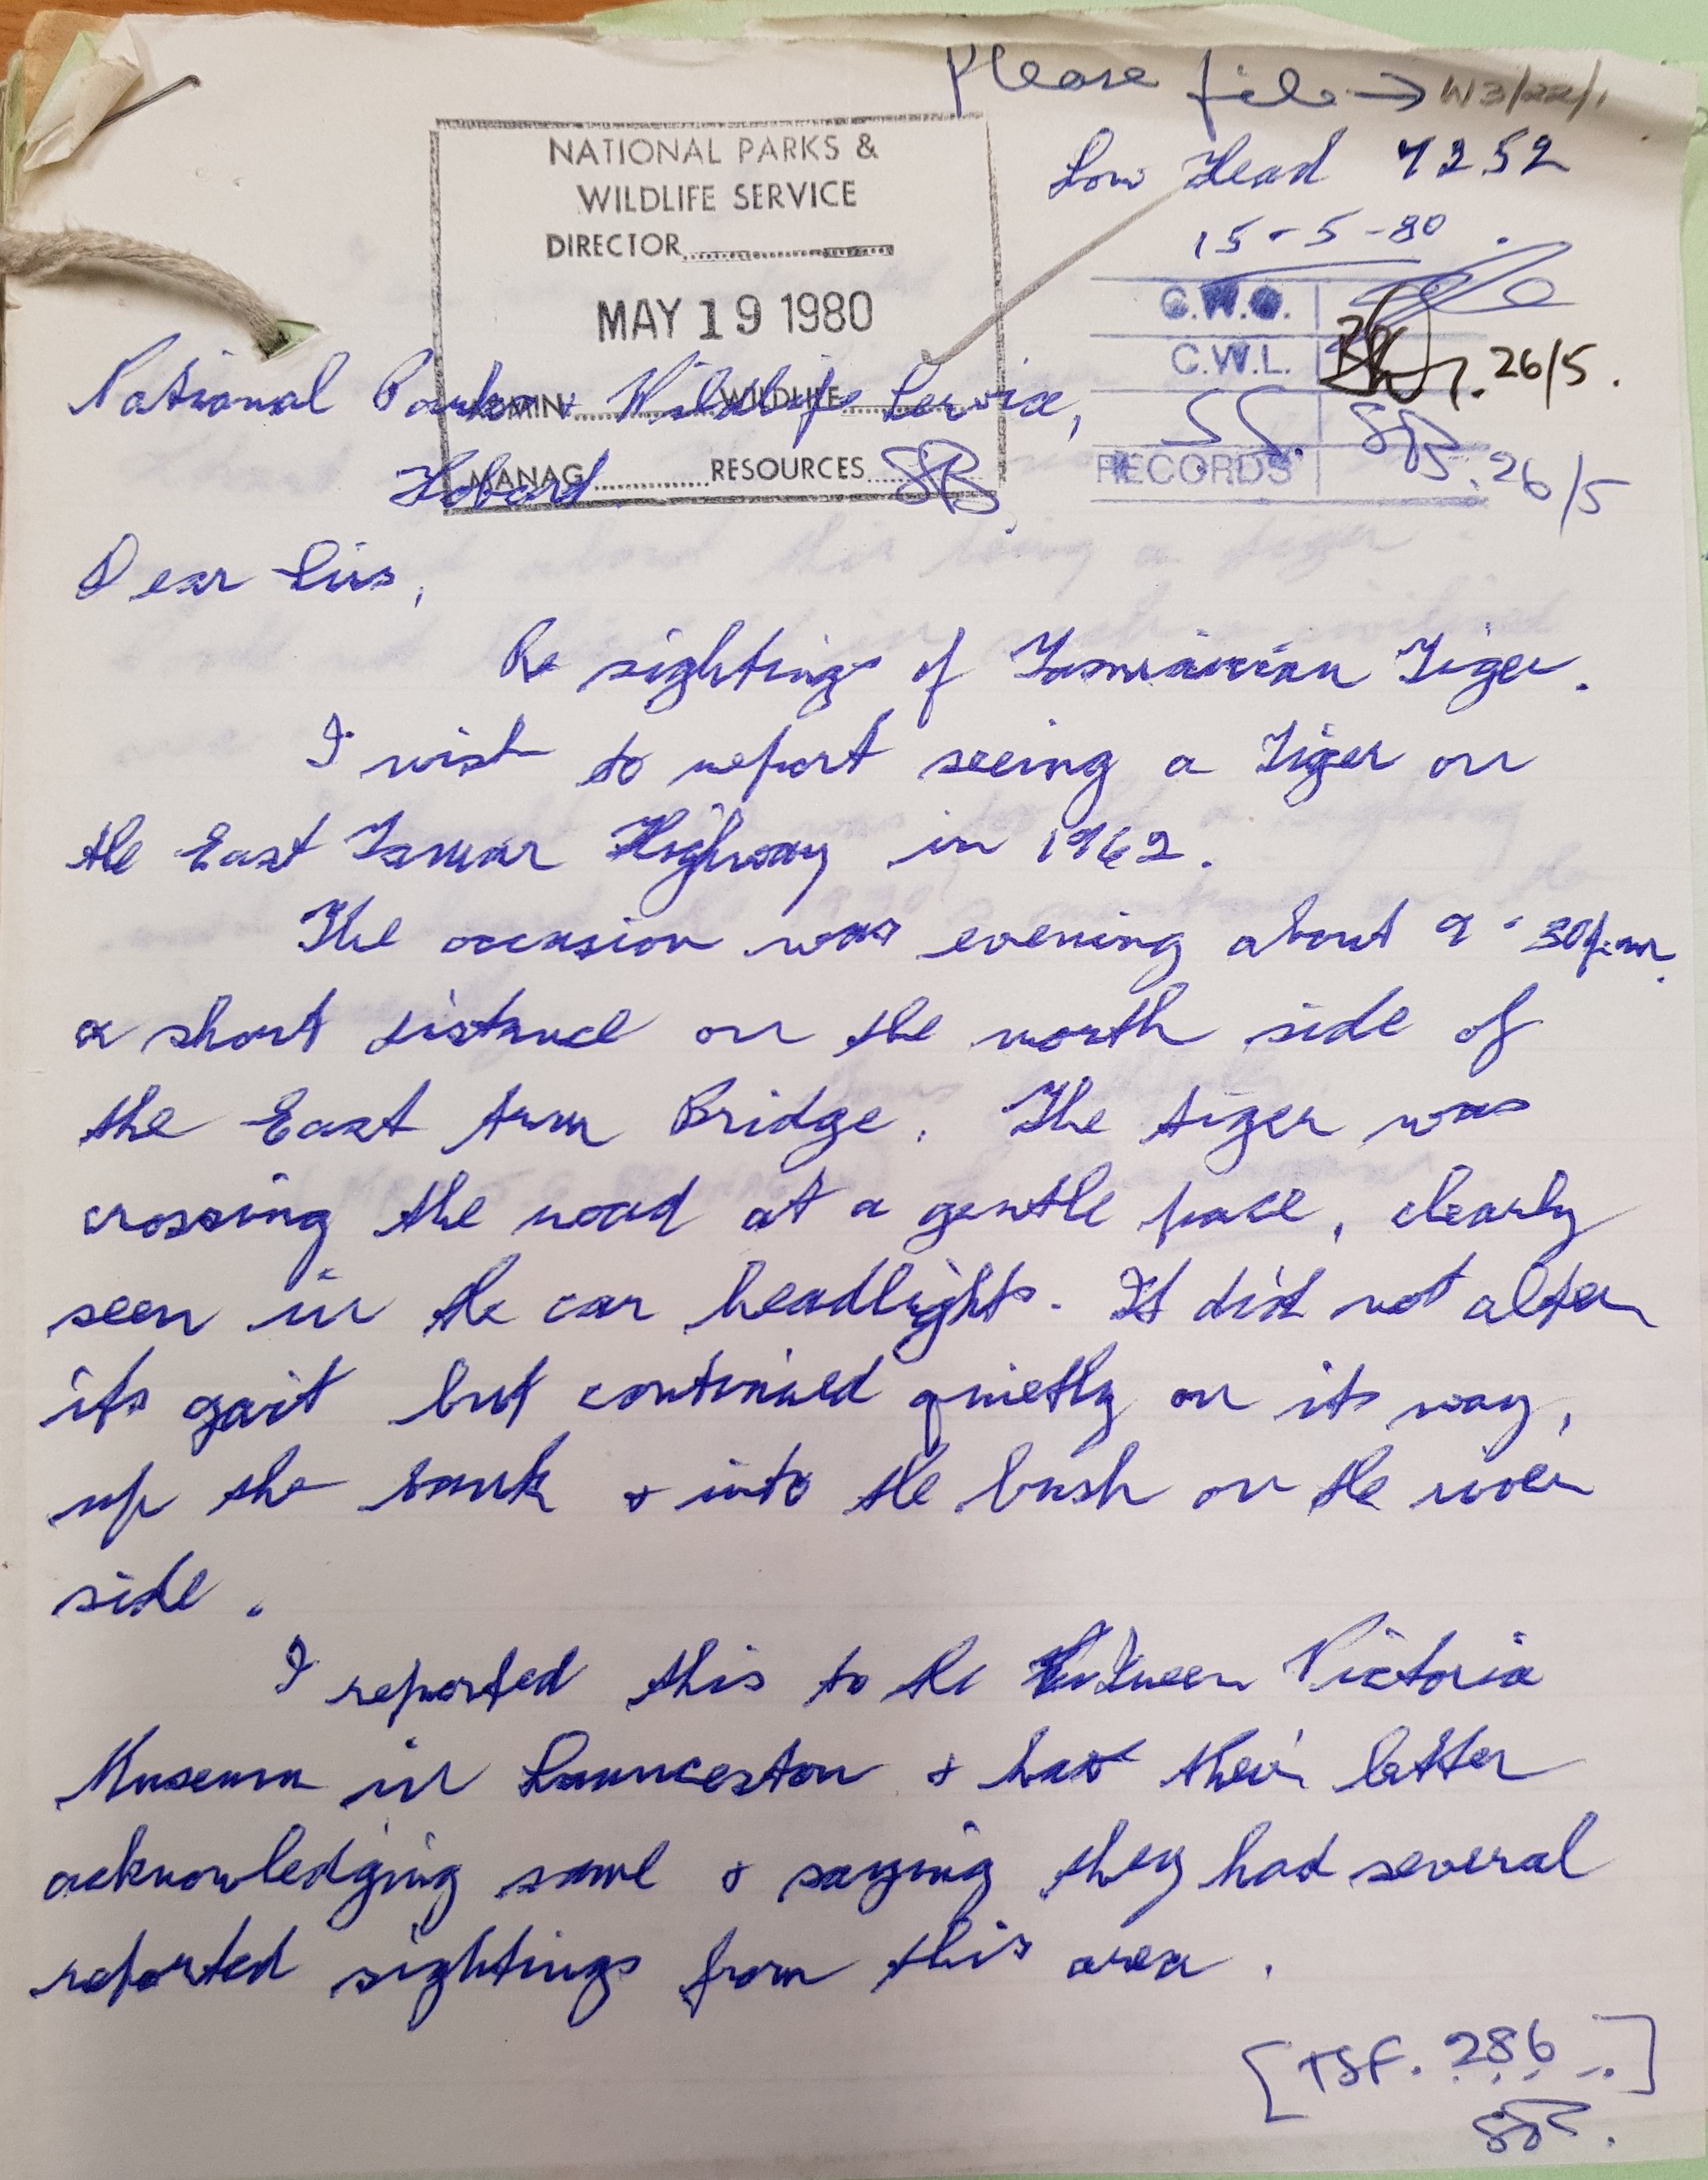 Please file → W3/22/1
NATIONAL PARKS &
WILDLIFE SERVICE
DIRECTOR
MAY 19 1980
ADMIN. WILDLIFE
MANAG. RESOURCES
Low Head 7252
15-5-80
C.W.O.
C.W.L. 26/5.
RECORDS 26/5
National Parks & Wildlife Service,
Hobart
Dear Sirs,
Re sightings of Tasmanian Tiger.
I wish to report seeing a Tiger on
the East Tamar Highway in 1962.
The occasion was evening about 9·30 p.m.
a short distance on the north side of
the East Arm Bridge. The tiger was
crossing the road at a gentle pace, clearly
seen in the car headlights. It did not alter
its gait but continued quietly on its way,
up the bank & into the bush on the river
side.
I reported this to the Queen Victoria
Museum in Launceston & have their letter
acknowledging same & saying they had several
reported sightings from this area.
[TSF. 286]